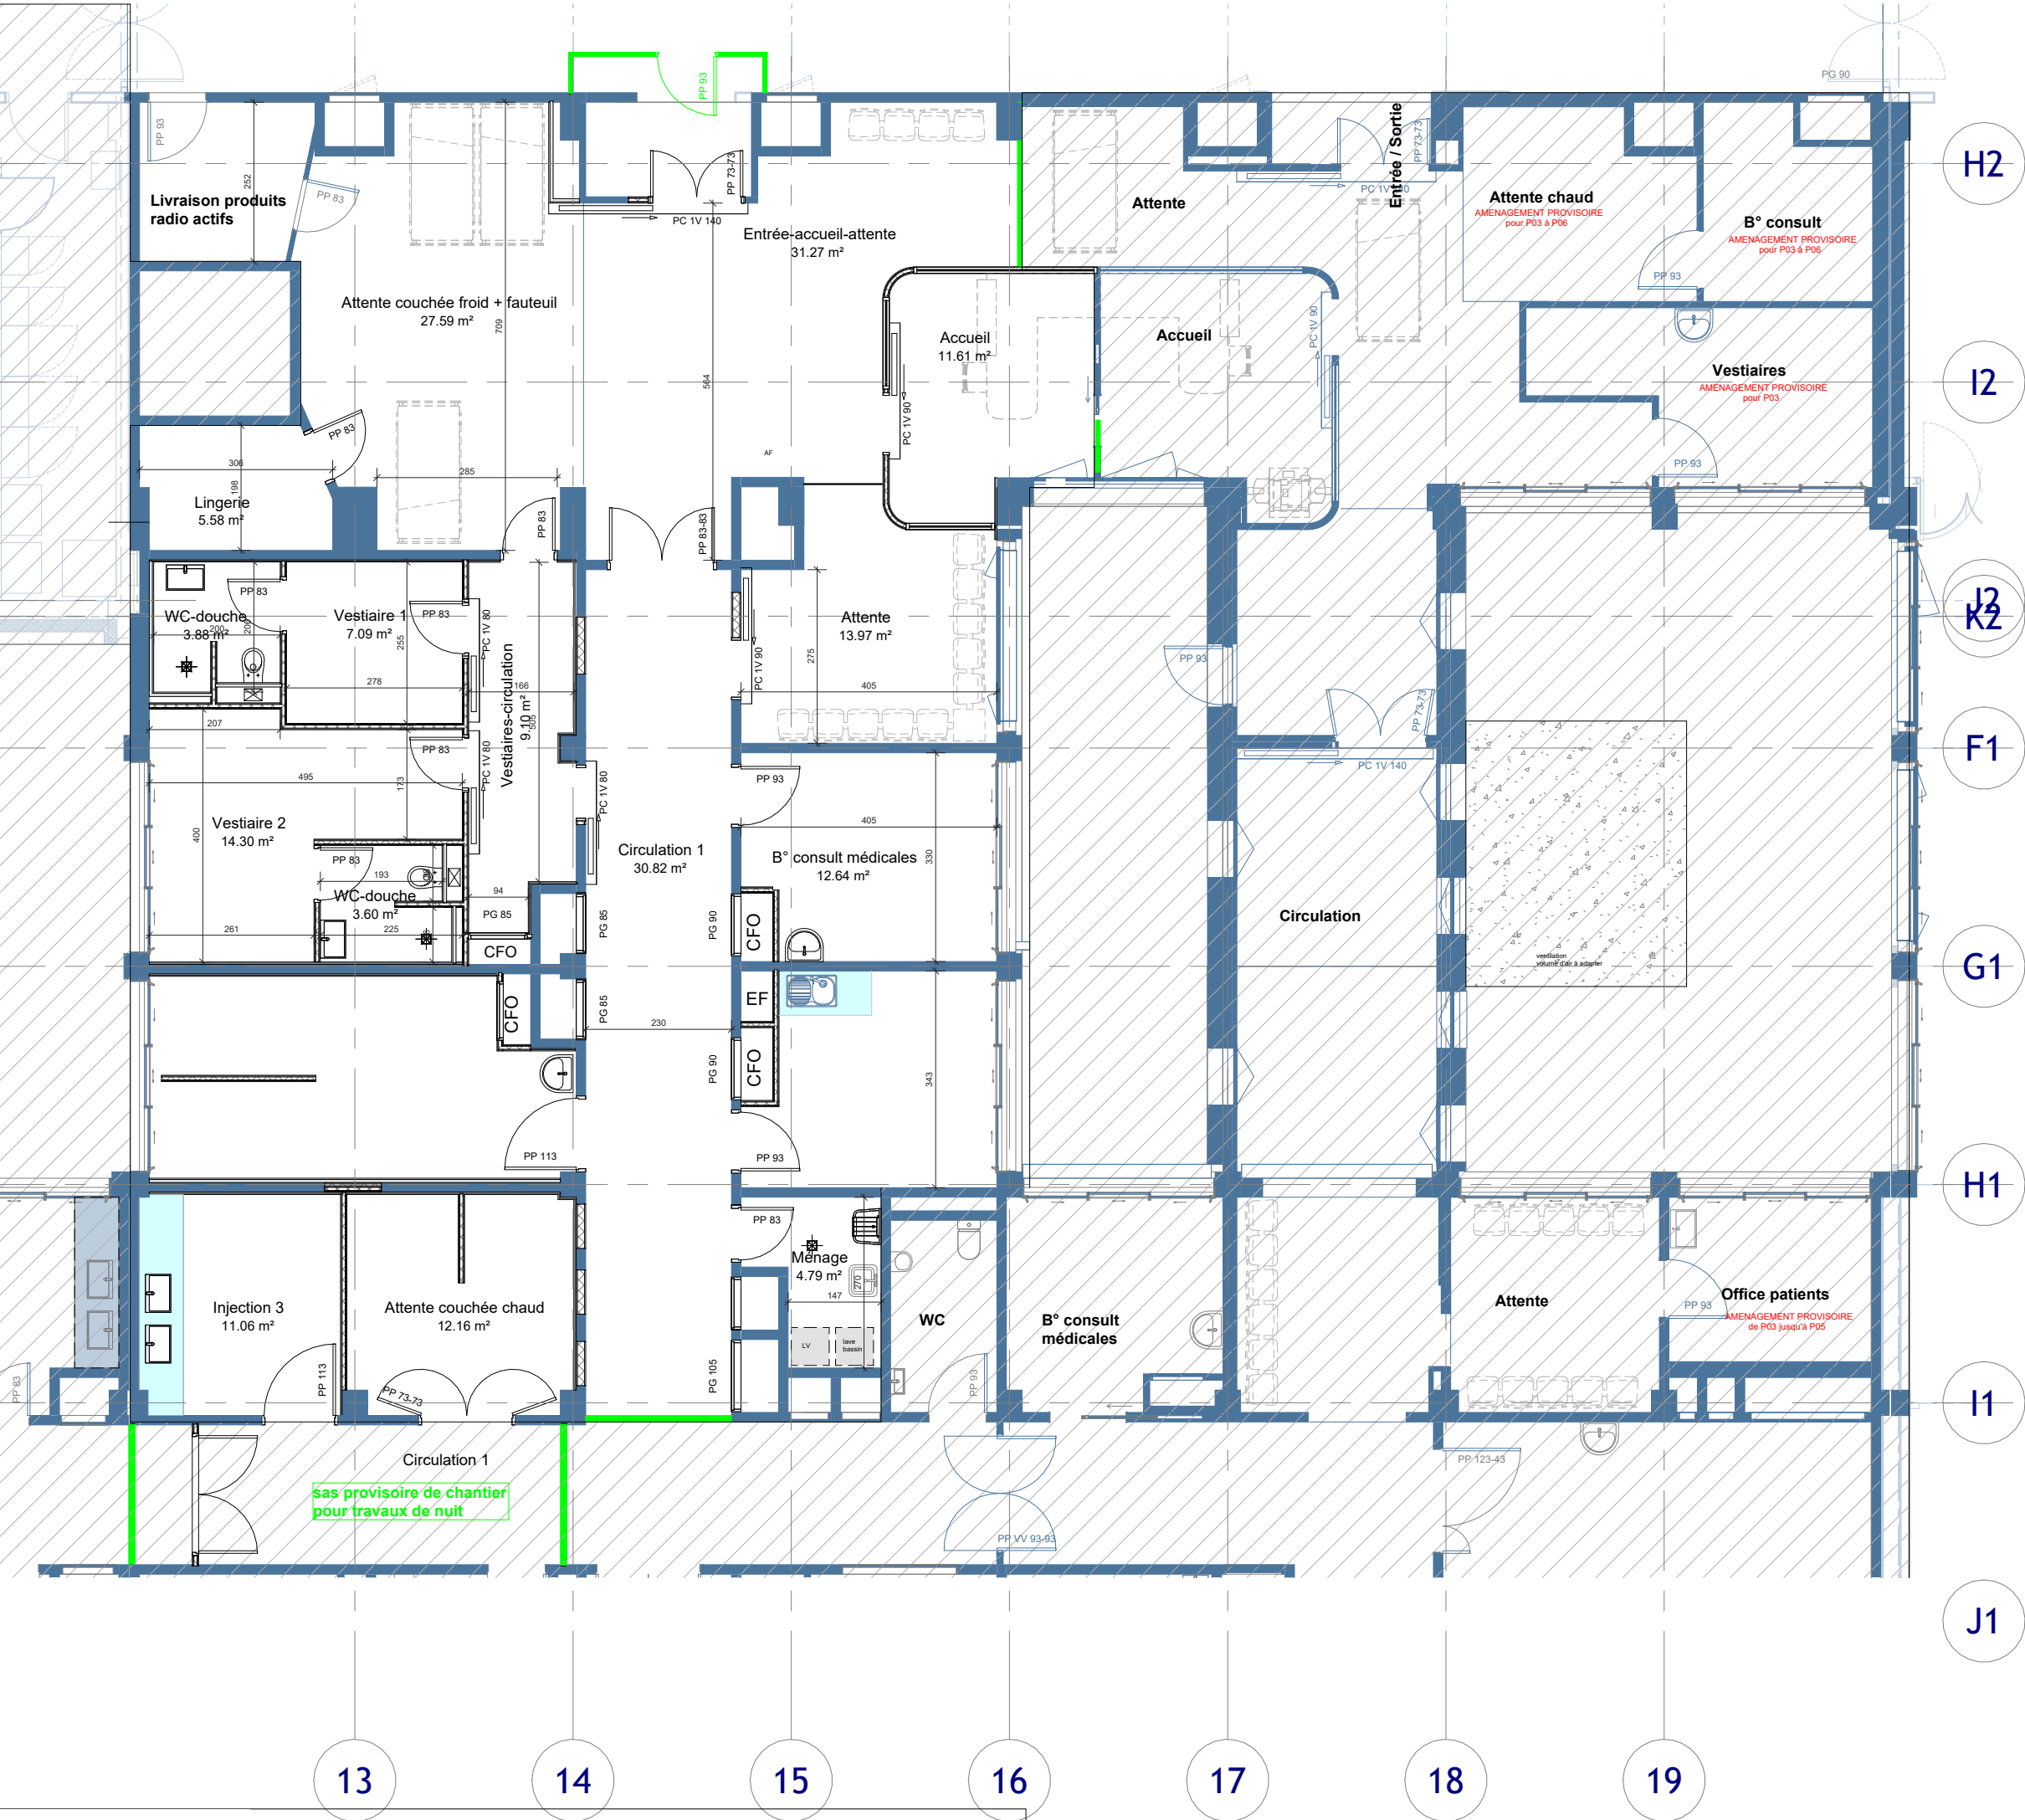 PP 93
PG 90
PP 93
Livraison produits
radio actifs
252
PP 83
PP 73-73
PC 1V 140
Entrée-accueil-attente
31.27 m²
Attente
Entrée / Sortie
PP 73-73
PC 1V 140
Attente chaud
AMENAGEMENT PROVISOIRE
pour P03 à P06
B° consult
AMENAGEMENT PROVISOIRE
pour P03 à P06
PP 93
H2
Attente couchée froid + fauteuil
27.59 m²
709
564
Accueil
11.61 m²
PC 1V 90
Accueil
PC 1V 90
Vestiaires
AMENAGEMENT PROVISOIRE
pour P03
PP 93
I2
PP 83
306
198
Lingerie
5.58 m²
285
AF
PP 83
PP 83-83
WC-douche
3.88 m²
200
200
PP 83
Vestiaire 1
7.09 m²
255
278
PP 83
PC 1V 80
Vestiaires-circulation
9.10 m²
166
505
PC 1V 90
Attente
13.97 m²
275
405
PP 93
PP 73-73
PC 1V 140
J2
K2
F1
207
495
173
400
PP 83
PC 1V 80
PC 1V 80
Vestiaire 2
14.30 m²
PP 83
193
WC-douche
3.60 m²
261
225
94
PG 85
CFO
Circulation 1
30.82 m²
PP 93
405
B° consult médicales
12.64 m²
330
PG 85
PG 90
CFO
Circulation
ventilation
volume d'air à adapter
G1
CFO
PG 85
230
EF
PG 90
CFO
343
PP 113
PP 93
H1
PP 83
Ménage
4.79 m²
270
147
LV
lave
bassin
Injection 3
11.06 m²
Attente couchée chaud
12.16 m²
PP 113
PP 73-73
PG 105
WC
PP 93
B° consult
médicales
Attente
PP 93
Office patients
AMENAGEMENT PROVISOIRE
de P03 jusqu'à P05
PP 83
I1
Circulation 1
sas provisoire de chantier
pour travaux de nuit
PP VV 93-93
PP 123-43
J1
13
14
15
16
17
18
19